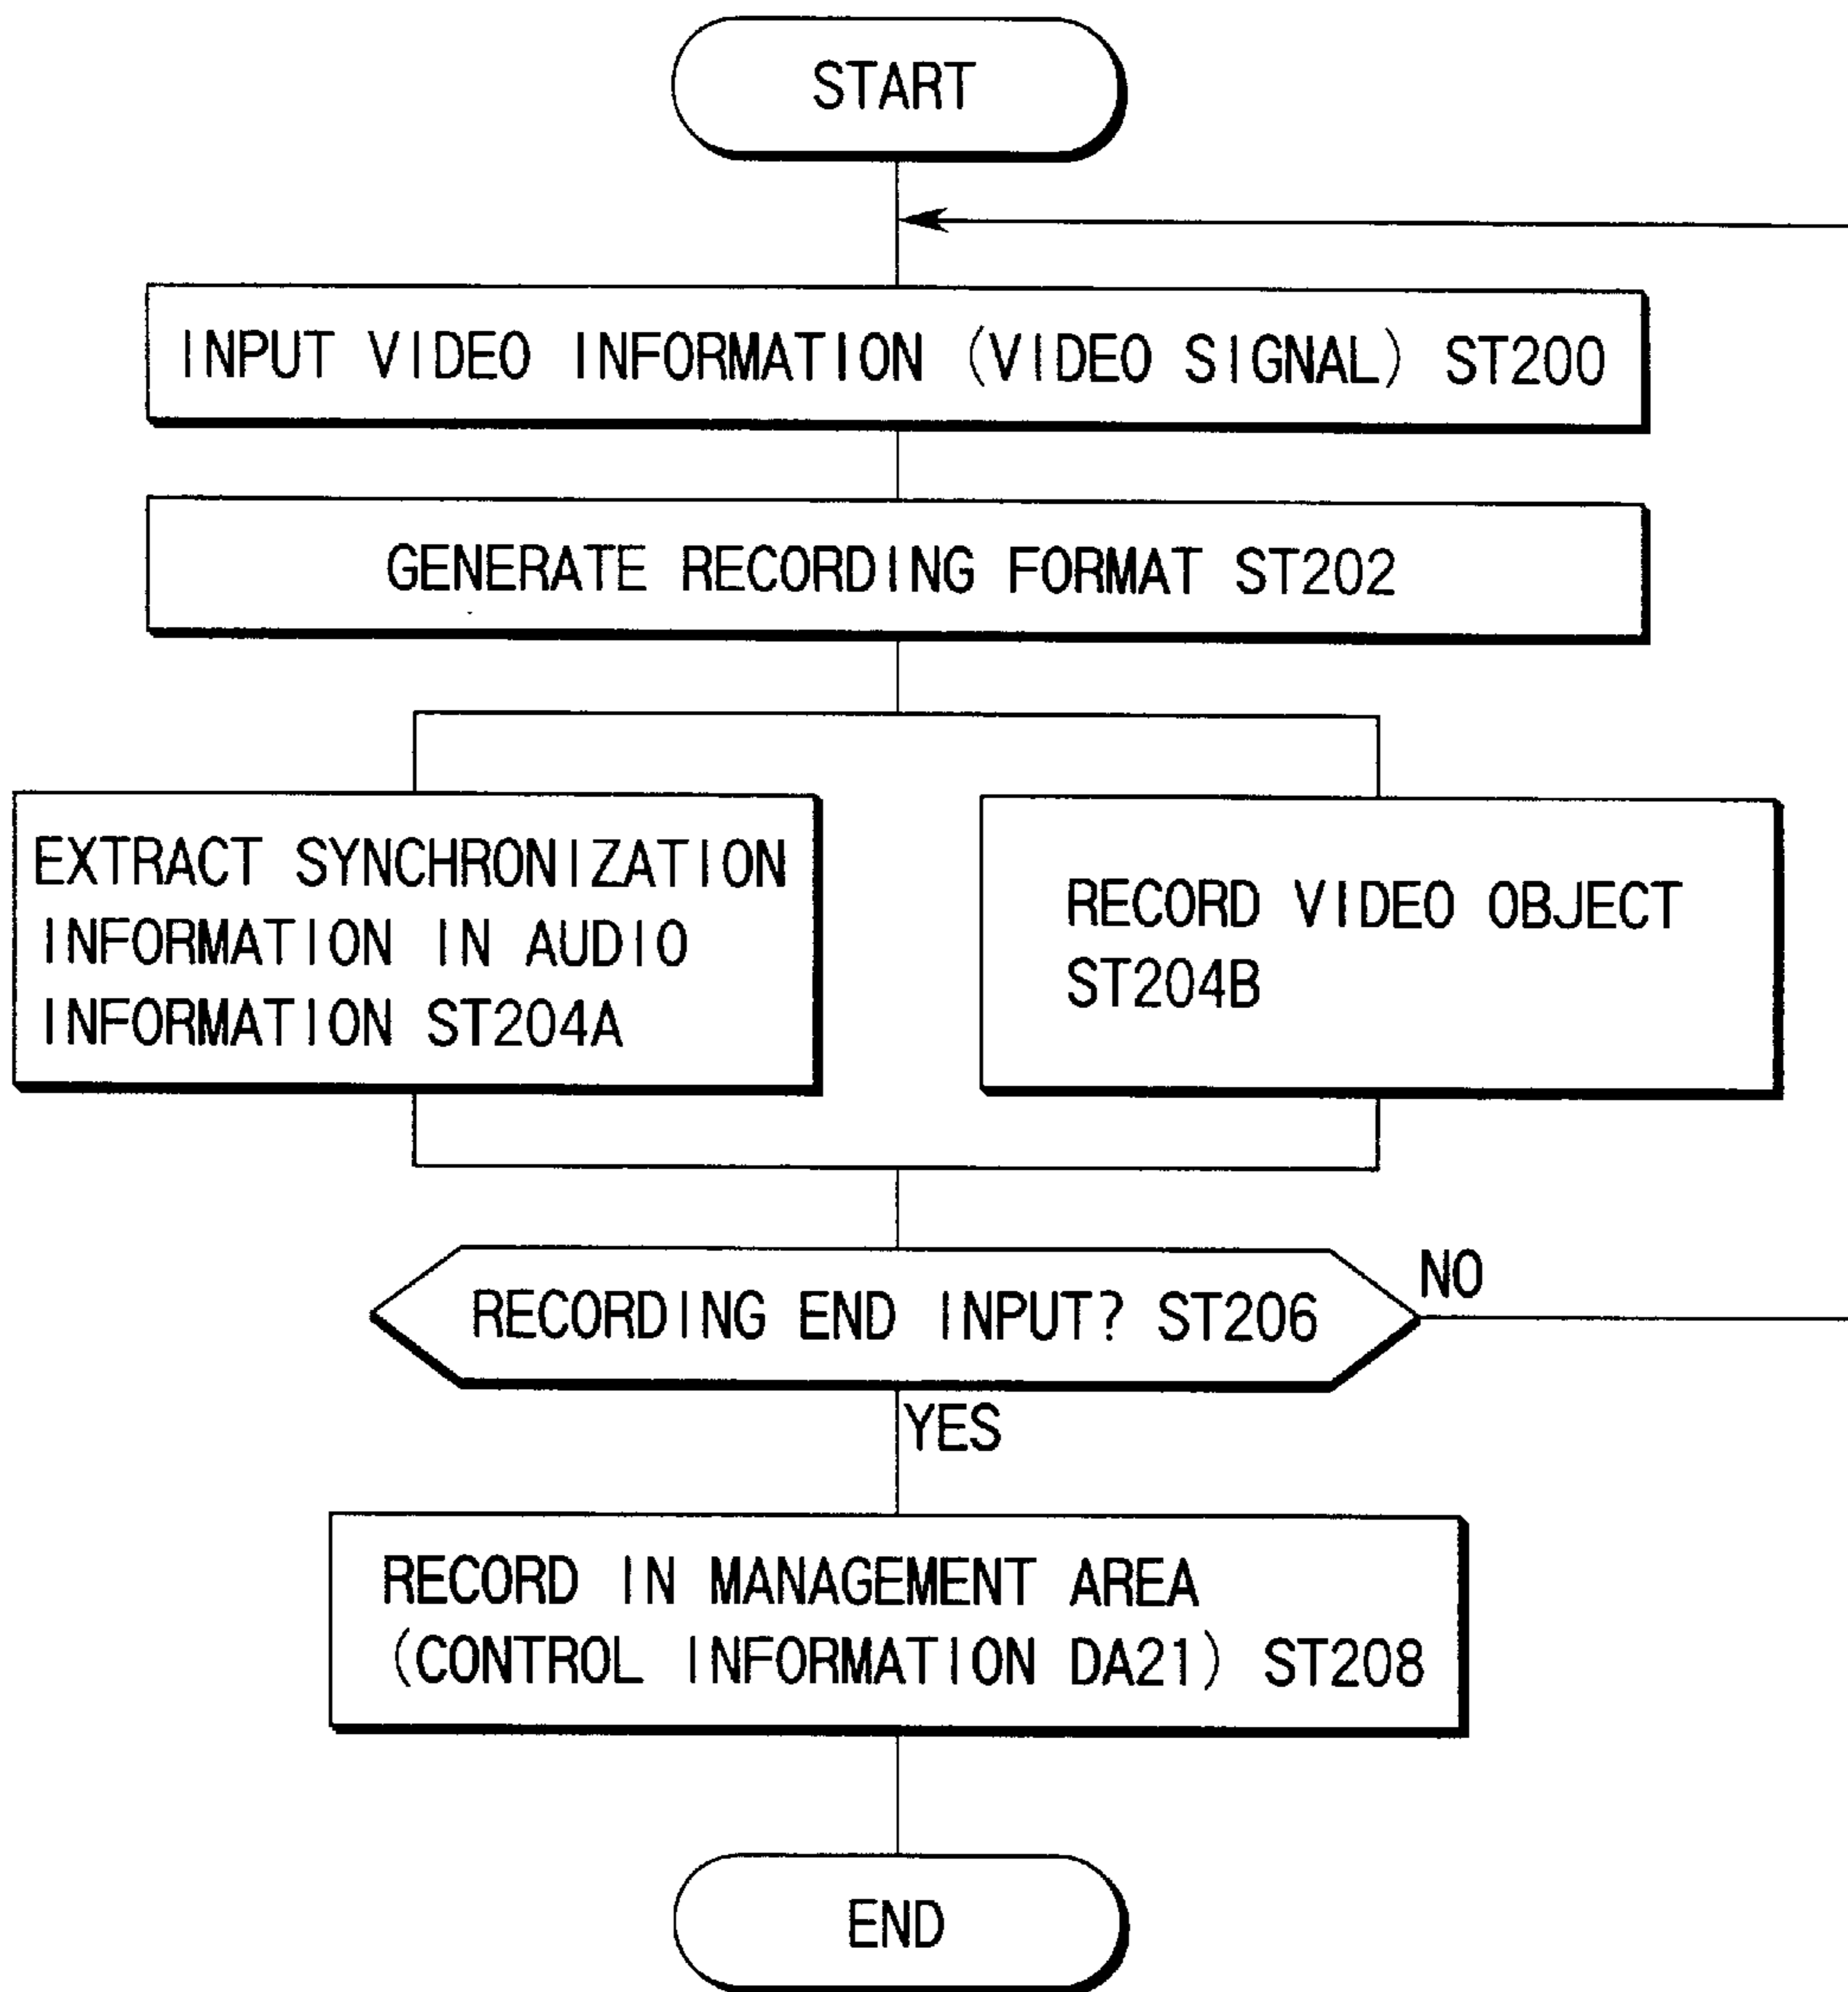 START
INPUT VIDEO INFORMATION (VIDEO SIGNAL) ST200
GENERATE RECORDING FORMAT ST202
EXTRACT SYNCHRONIZATION
INFORMATION IN AUDIO
INFORMATION ST204A
RECORD VIDEO OBJECT
ST204B
RECORDING END INPUT? ST206
NO
YES
RECORD IN MANAGEMENT AREA
(CONTROL INFORMATION DA21) ST208
END